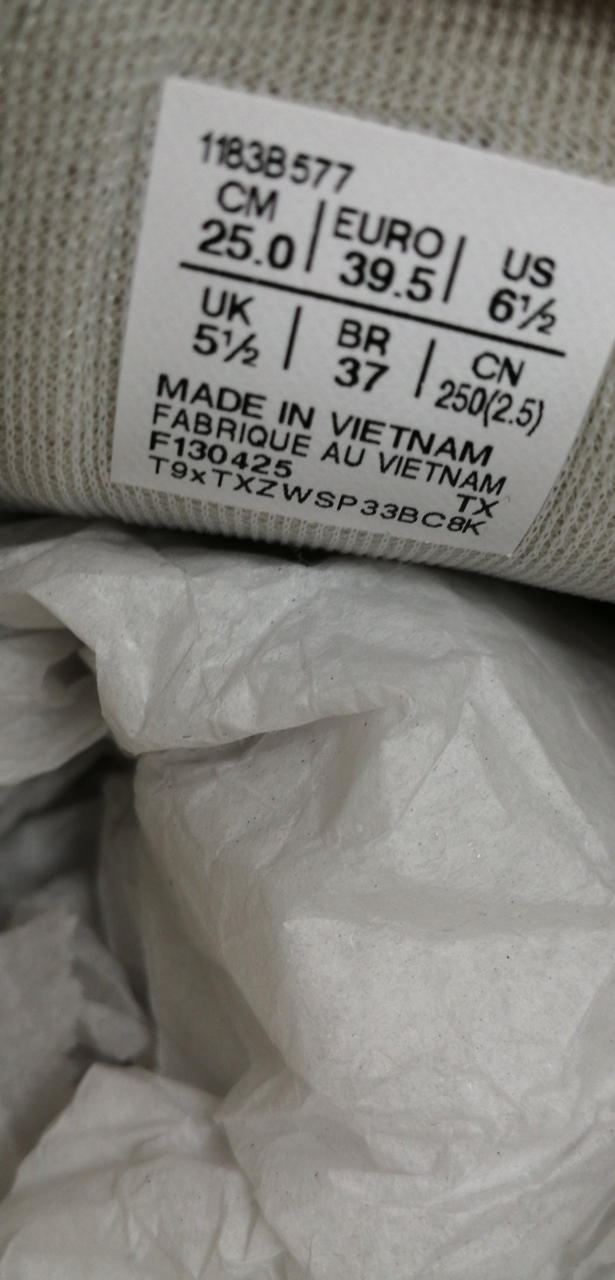 1183B577
CM | EURO | US
25.0 | 39.5 | 6½
UK | BR | CN
5½ | 37 | 250(2.5)
MADE IN VIETNAM
FABRIQUE AU VIETNAM
F130425 TX
T9xTXZWSP33BC8K